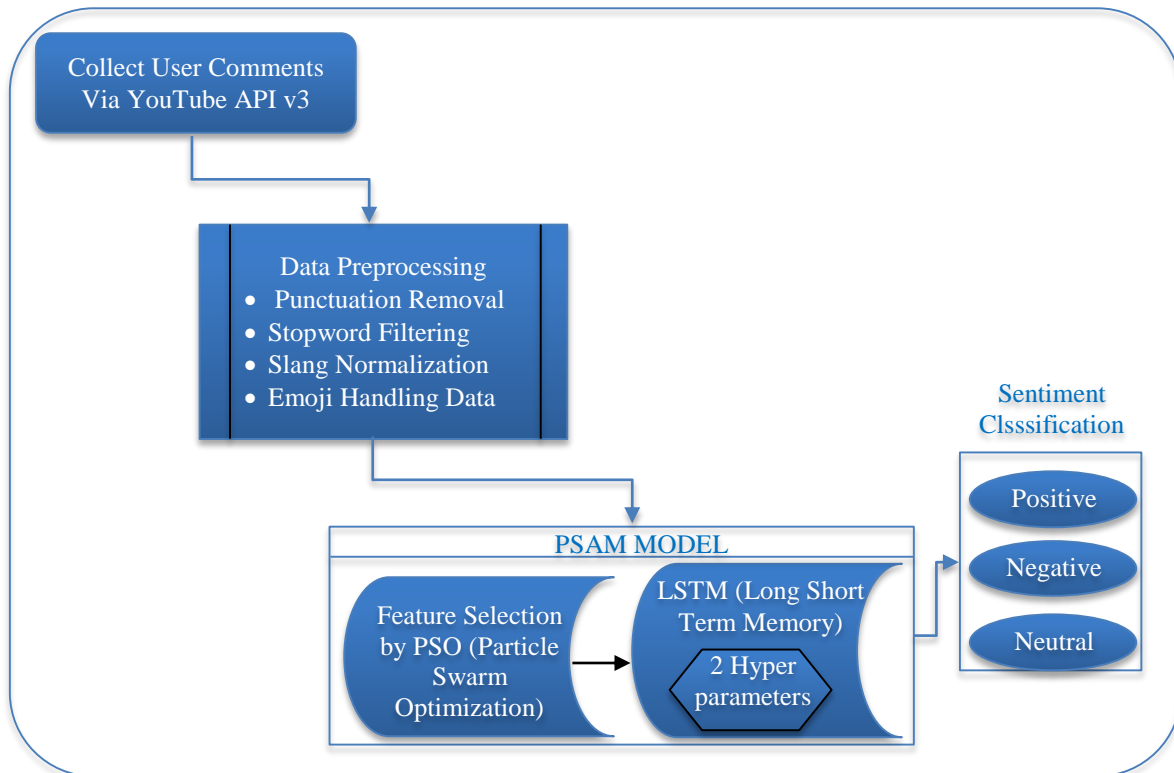 Collect User Comments
Via YouTube API v3
Data Preprocessing
• Punctuation Removal
• Stopword Filtering
• Slang Normalization
• Emoji Handling Data
PSAM MODEL
Feature Selection
by PSO (Particle
Swarm
Optimization)
LSTM (Long Short
Term Memory)
2 Hyper
parameters
Sentiment
Clsssification
Positive
Negative
Neutral